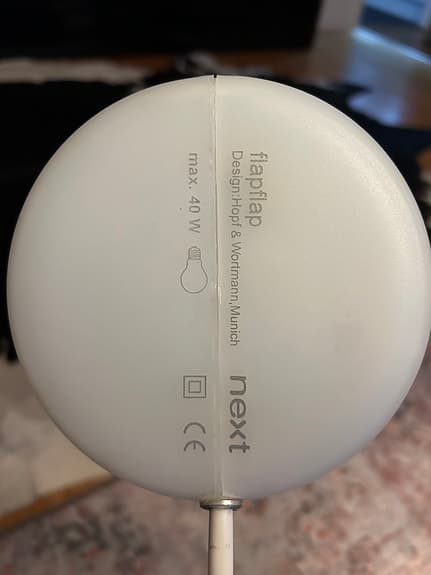 flapflap next
Design:Hopf & Wortmann,Munich
max. 40 W CE